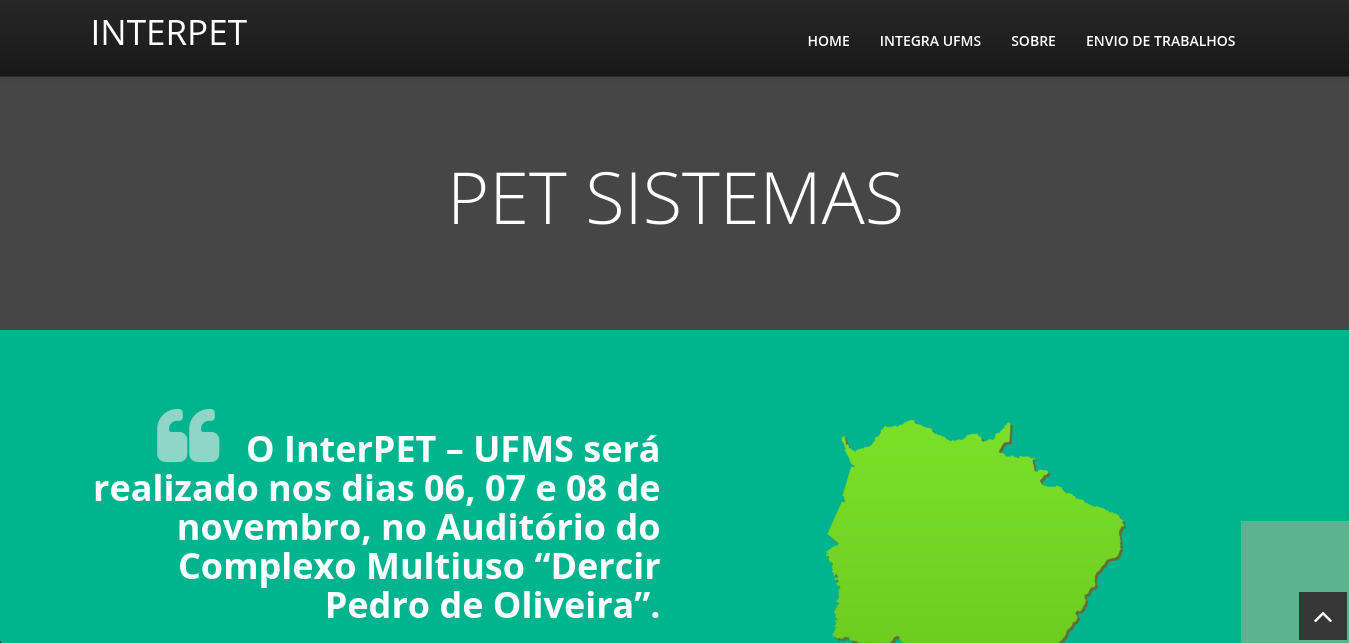 INTERPET
HOME INTEGRA UFMS SOBRE ENVIO DE TRABALHOS
PET SISTEMAS
O InterPET – UFMS será
realizado nos dias 06, 07 e 08 de
novembro, no Auditório do
Complexo Multiuso “Dercir
Pedro de Oliveira”.